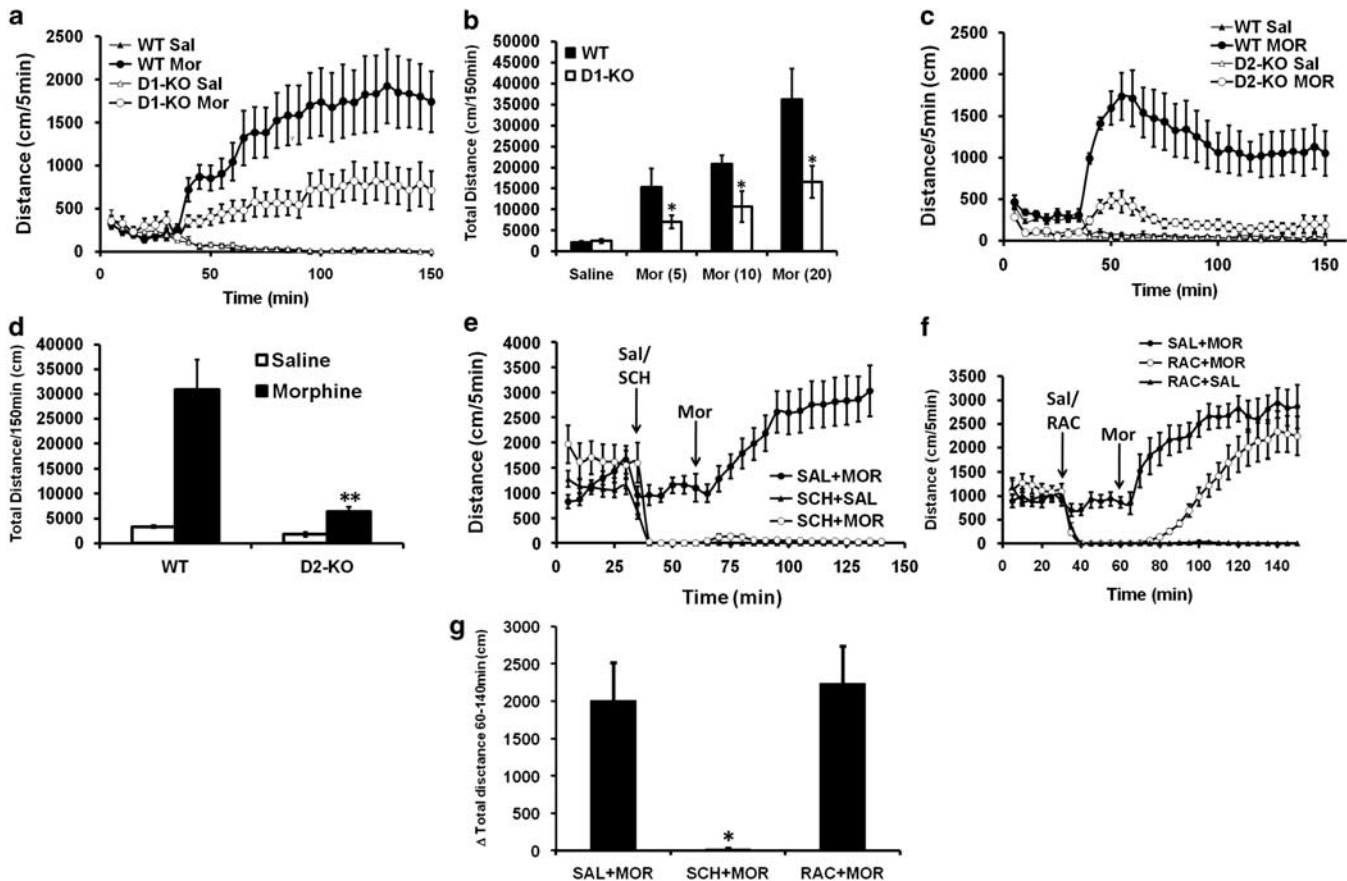 a
WT Sal
WT Mor
D1-KO Sal
D1-KO Mor
Distance (cm/5min)
2500
2000
1500
1000
500
0
0 50 100 150
Time (min)
b
WT
D1-KO
Total Distance (cm/150min)
50000
45000
40000
35000
30000
25000
20000
15000
10000
5000
0
* * *
Saline Mor (5) Mor (10) Mor (20)
c
WT Sal
WT MOR
D2-KO Sal
D2-KO MOR
Distance/5min (cm)
2500
2000
1500
1000
500
0
0 50 100 150
Time (min)
d
Saline
Morphine
Total Distance/150min (cm)
40000
35000
30000
25000
20000
15000
10000
5000
0
**
WT D2-KO
e
Sal/
SCH
Mor
SAL+MOR
SCH+SAL
SCH+MOR
Distance (cm/5min)
4000
3500
3000
2500
2000
1500
1000
500
0
0 25 50 75 100 125 150
Time (min)
f
SAL+MOR
RAC+MOR
RAC+SAL
Sal/
RAC
Mor
Distance (cm/5min)
3500
3000
2500
2000
1500
1000
500
0
0 20 40 60 80 100 120 140
Time (min)
g
Δ Total disctance 60-140min (cm)
3000
2500
2000
1500
1000
500
0
*
SAL+MOR SCH+MOR RAC+MOR